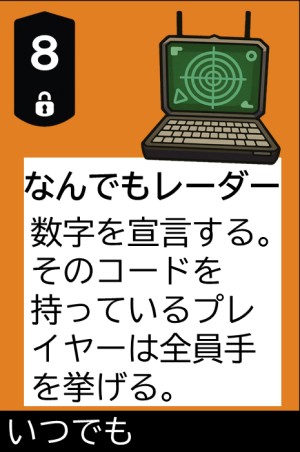 8
なんでもレーダー
数字を宣言する。
そのコードを
持っているプレ
イヤーは全員手
を挙げる。
いつでも